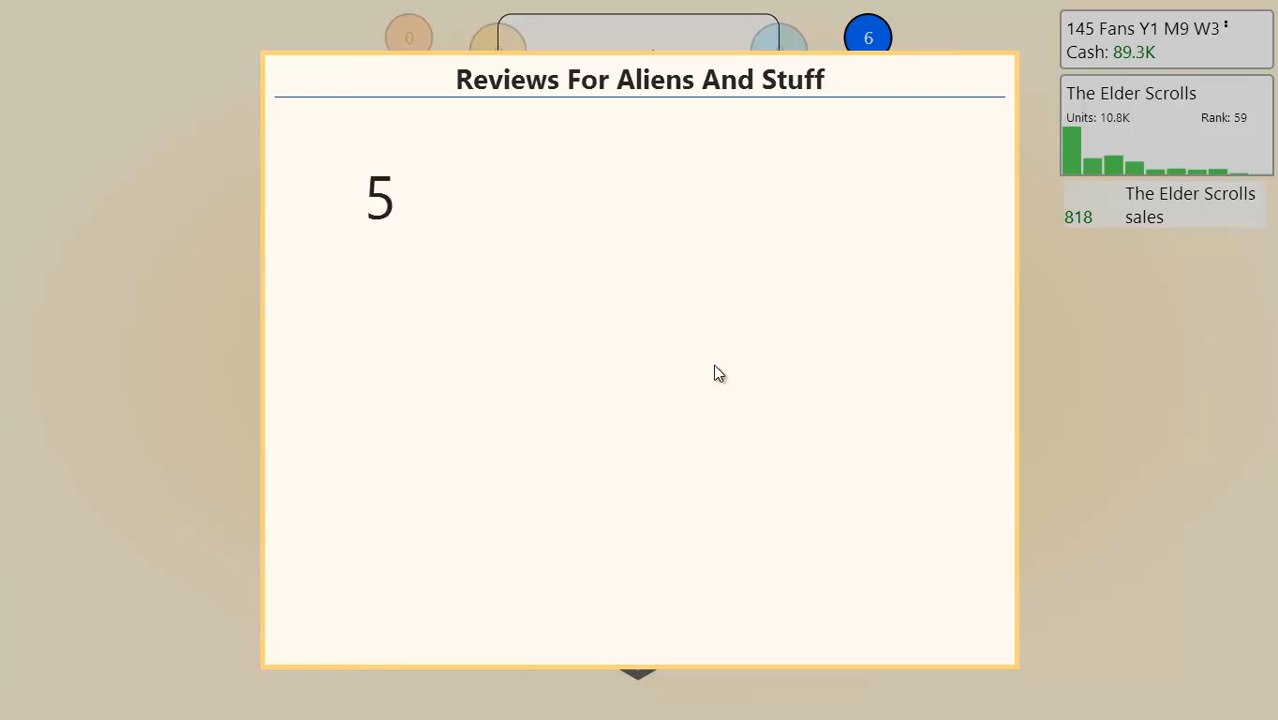 0
6
145 Fans Y1 M9 W3
Cash: 89.3K
Reviews For Aliens And Stuff
The Elder Scrolls
Units: 10.8K Rank: 59
5
The Elder Scrolls
818 sales